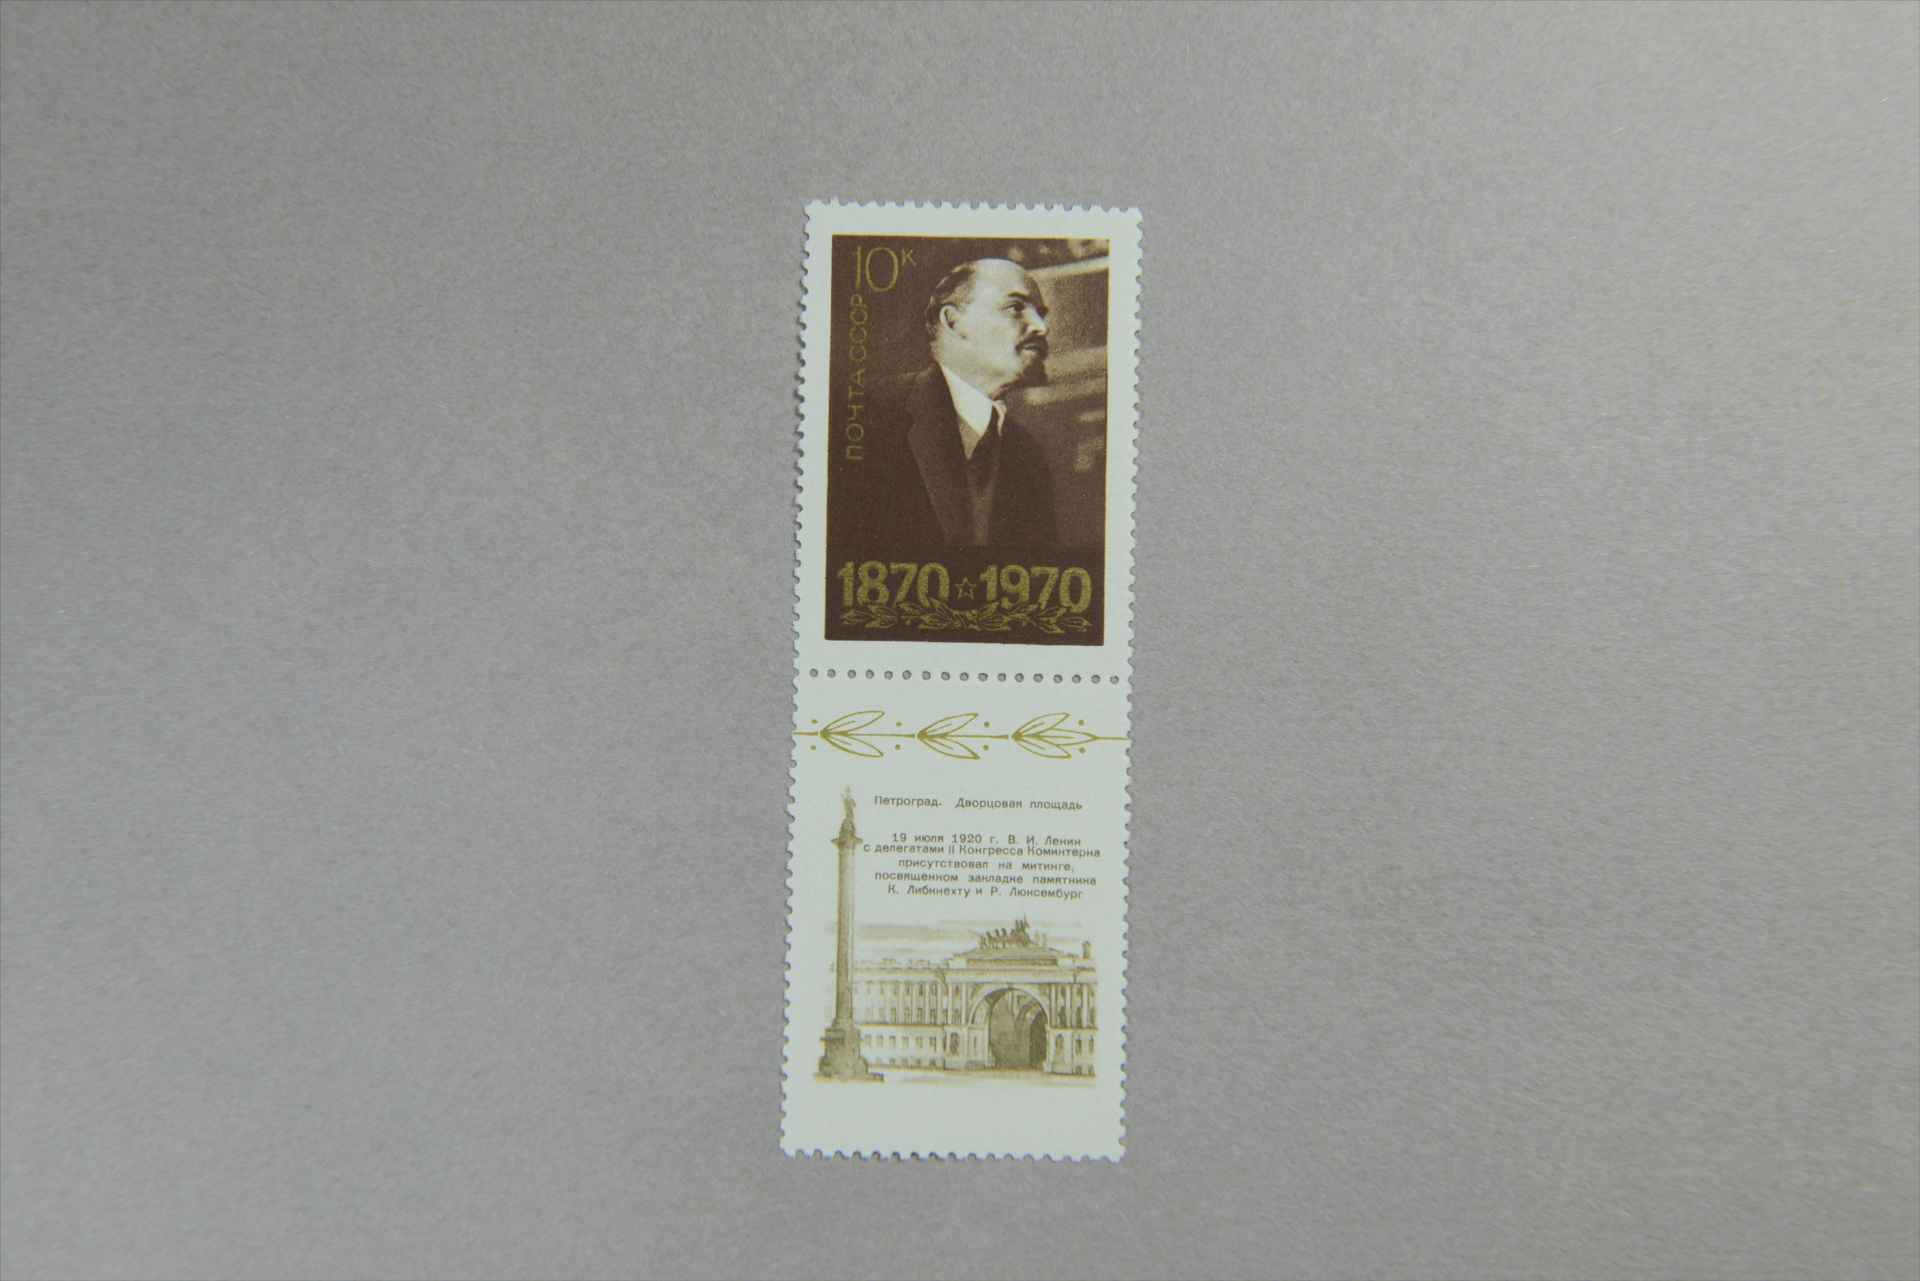 10к
ПОЧТА СССР
1870 ☆ 1970
Петроград. Дворцовая площадь
19 июля 1920 г. В. И. Ленин
с делегатами II Конгресса Коминтерна
присутствовал на митинге,
посвященном закладке памятника
К. Либкнехту и Р. Люксембург